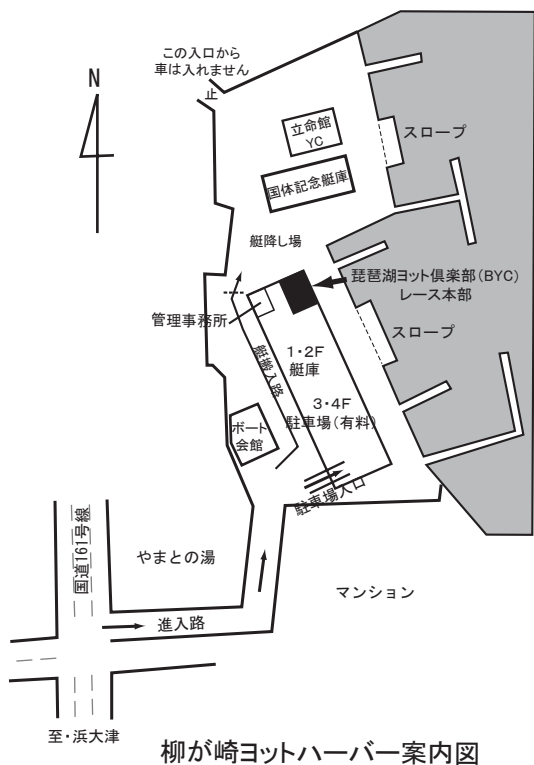 この入口から
車は入れません
止
N
立命館
YC
スロープ
国体記念艇庫
艇降し場
琵琶湖ヨット倶楽部(BYC)
レース本部
管理事務所
スロープ
1・2F
艇庫
艇搬入路
3・4F
駐車場(有料)
ボート
会館
駐車場入口
国道161号線
やまとの湯
マンション
進入路
至・浜大津
柳が崎ヨットハーバー案内図